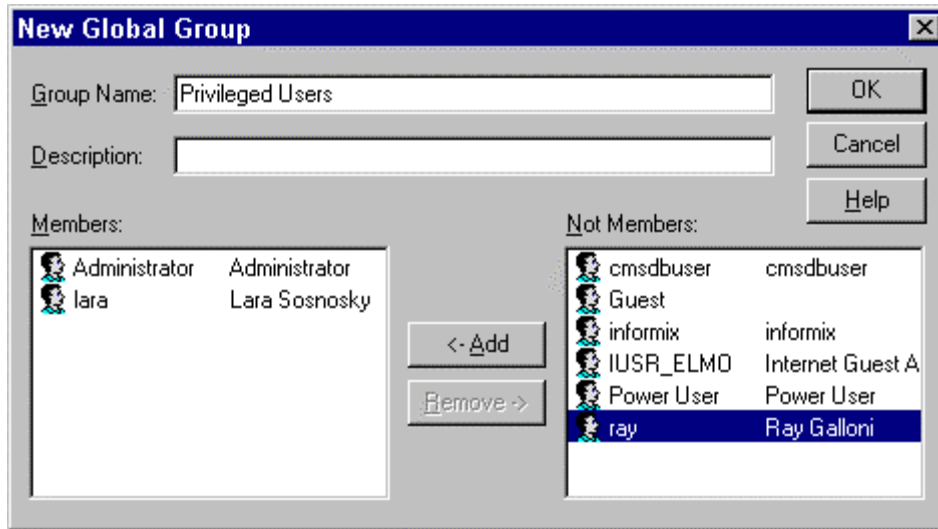 New Global Group
Group Name: Privileged Users
OK
Description:
Cancel
Help
Members:
Not Members:
Administrator Administrator
lara Lara Sosnosky
<- Add
Remove ->
cmsdbuser cmsdbuser
Guest
informix informix
IUSR_ELMO Internet Guest A
Power User Power User
ray Ray Galloni